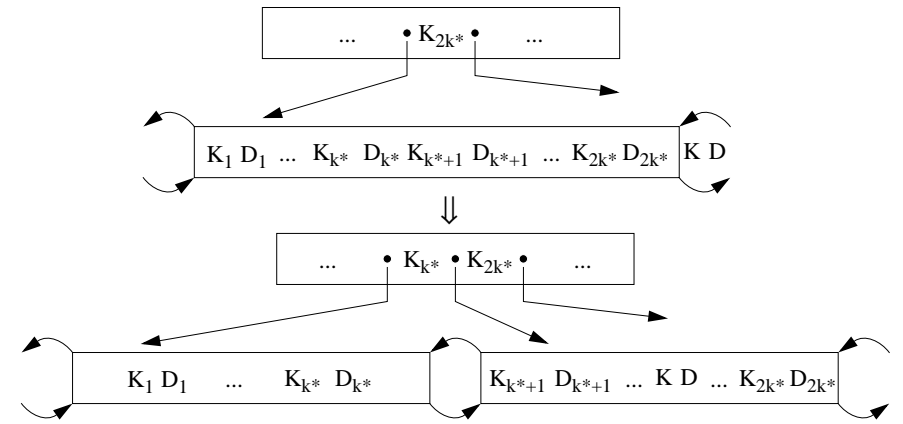 ... K₂ₖ* ...
K₁ D₁ ... Kₖ* Dₖ* Kₖ*₊₁ Dₖ*₊₁ ... K₂ₖ* D₂ₖ* K D
⇓
... Kₖ* K₂ₖ* ...
K₁ D₁ ... Kₖ* Dₖ* Kₖ*₊₁ Dₖ*₊₁ ... K D ... K₂ₖ* D₂ₖ*